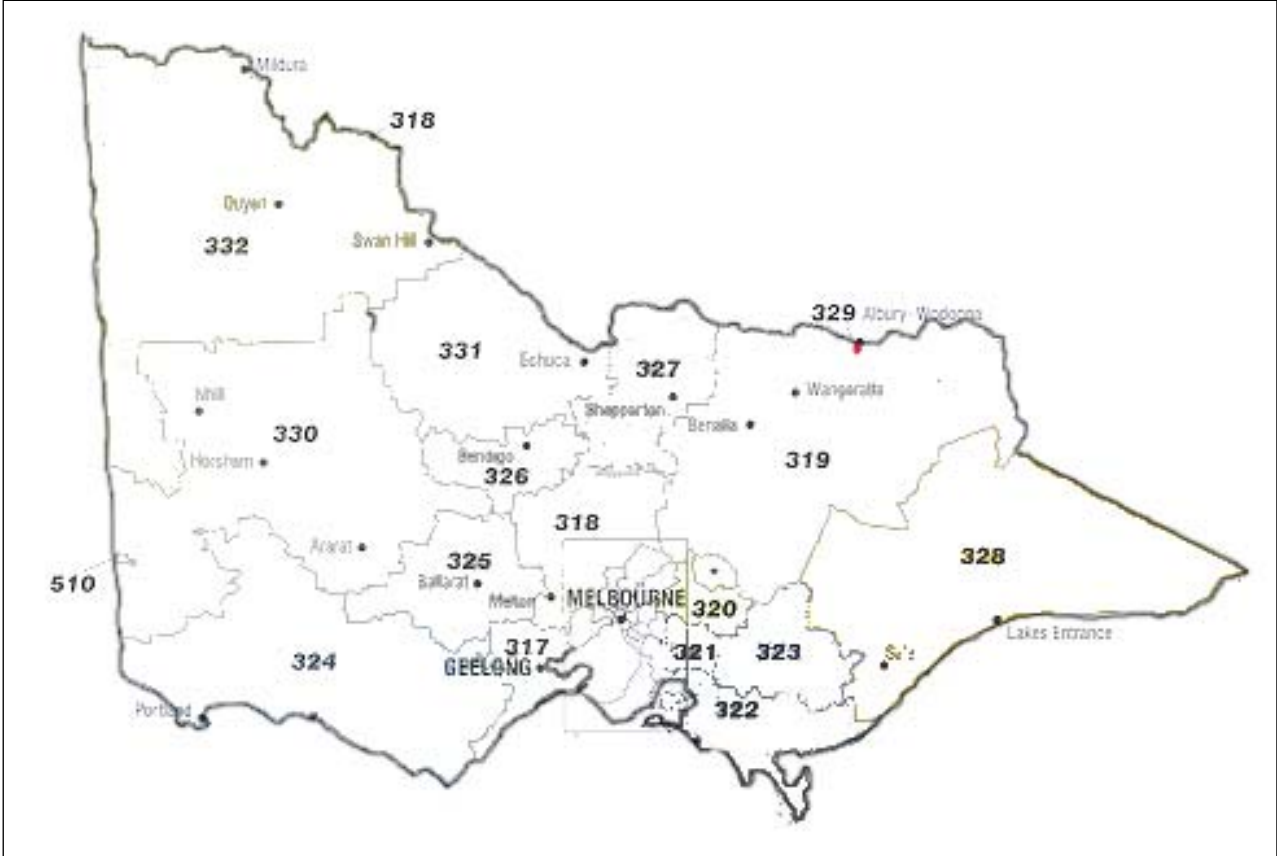 Mildura
318
Ouyen
332
Swan Hill
329 Albury-Wodonga
331
Echuca
327
Nhill
Wangaratta
Shepparton
Benalla
330
Bendigo
Horsham
319
326
318
Ararat
325
328
510
Ballarat
Melton
MELBOURNE
320
Lakes Entrance
317
321
323
Sale
324
GEELONG
Portland
322